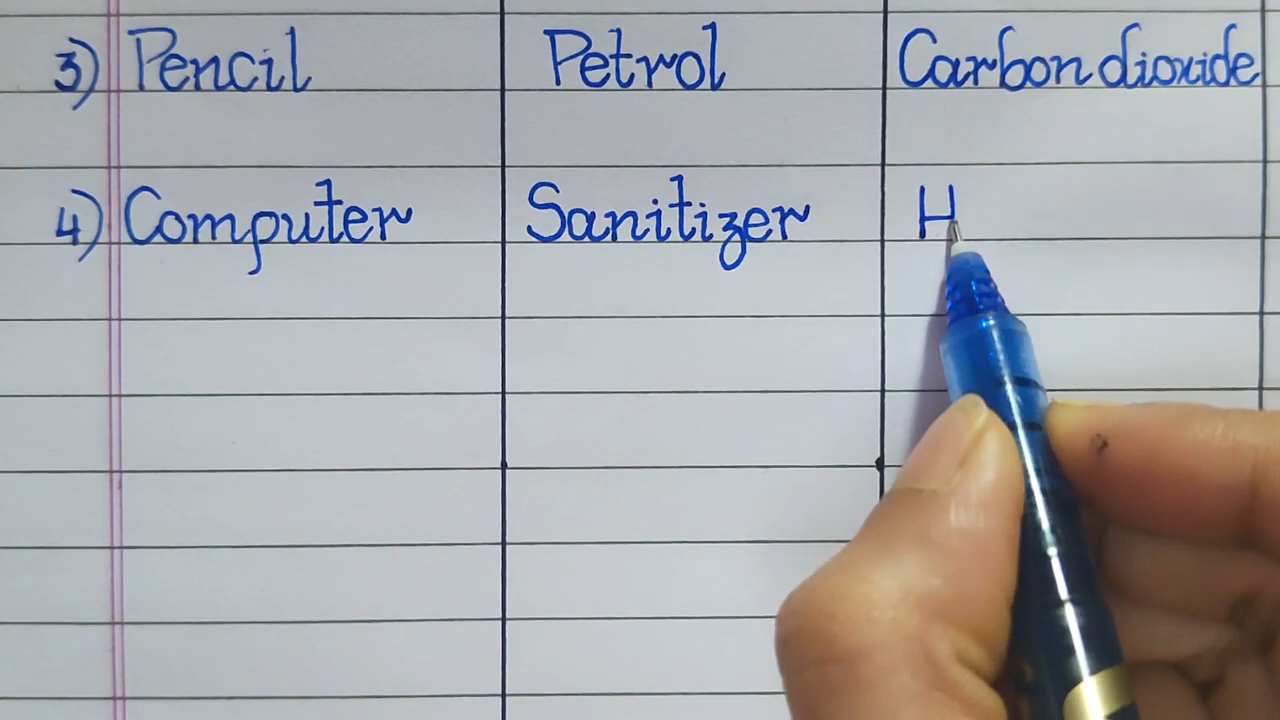 3) Pencil Petrol Carbon dioxide
4) Computer Sanitizer H